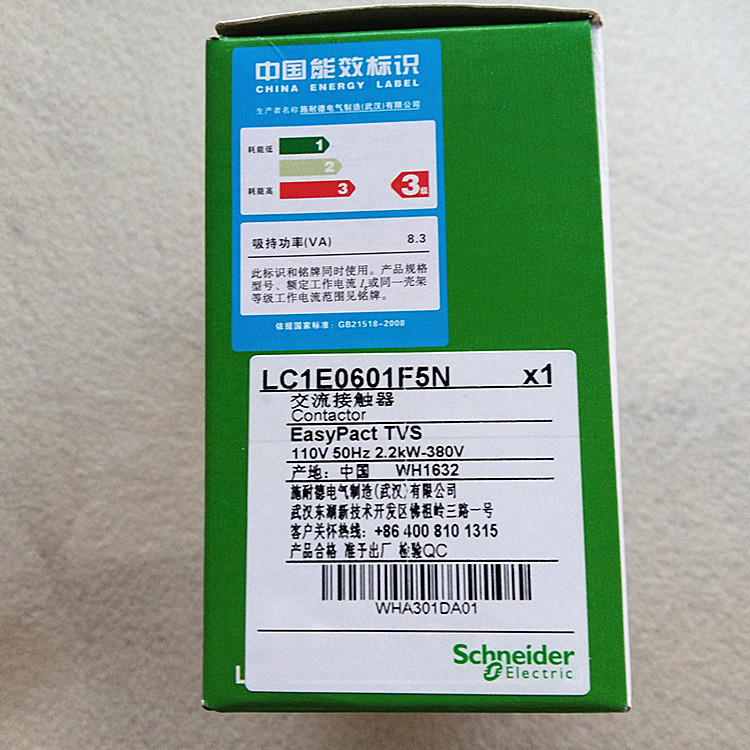 中国能效标识
CHINA ENERGY LABEL
生产者名称 施耐德电气制造(武汉)有限公司
耗能低 1
2
耗能高 3 3级
吸持功率(VA) 8.3
此标识和铭牌同时使用。产品规格
型号、额定工作电流Ie或同一壳架
等级工作电流范围见铭牌。
依据国家标准：GB21518-2008
LC1E0601F5N x1
交流接触器
Contactor
EasyPact TVS
110V 50Hz 2.2kW-380V
产地：中国 WH1632
施耐德电气制造(武汉)有限公司
武汉东湖新技术开发区佛祖岭三路一号
客户关怀热线：+86 400 810 1315
产品合格 准予出厂 检验QC
WHA301DA01
Schneider
Electric
L